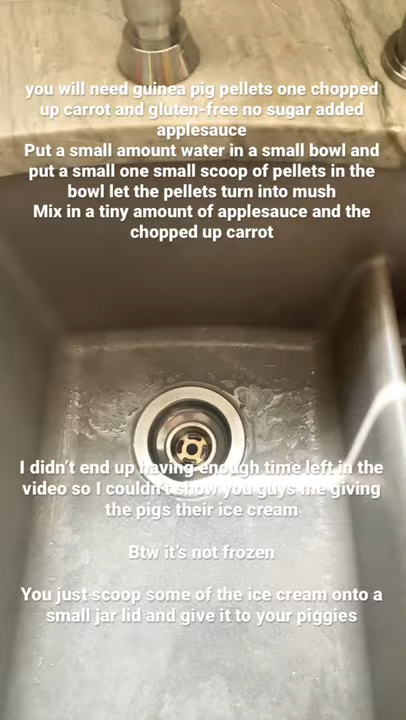 you will need guinea pig pellets one chopped
up carrot and gluten-free no sugar added
applesauce
Put a small amount water in a small bowl and
put a small one small scoop of pellets in the
bowl let the pellets turn into mush
Mix in a tiny amount of applesauce and the
chopped up carrot
I didn't end up having enough time left in the
video so I couldn't show you guys me giving
the pigs their ice cream
Btw it's not frozen
You just scoop some of the ice cream onto a
small jar lid and give it to your piggies